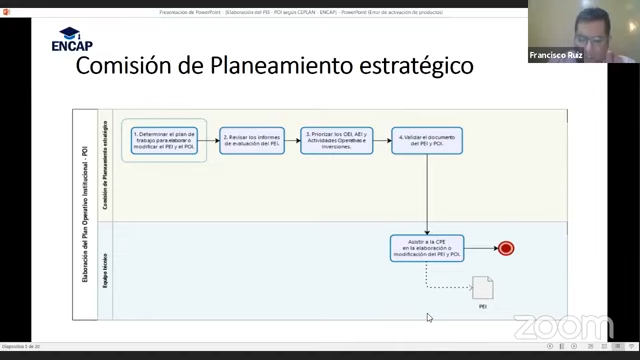 Presentación de PowerPoint - [Elaboración del PEI - POI según CEPLAN - ENCAP] - PowerPoint (Error de activación de productos)
ENCAP
Francisco Ruiz
Comisión de Planeamiento estratégico
Elaboración del Plan Operativo Institucional - POI
Comisión de Planeamiento estratégico
1. Determinar el plan de
trabajo para elaborar o
modificar el PEI y el POI.
2. Revisar los informes
de evaluación del PEI.
3. Priorizar los OEI, AEI y
Actividades Operativas e
Inversiones.
4. Validar el documento
del PEI y POI.
Equipo técnico
Asistir a la CPE
en la elaboración o
modificación del PEI y POI.
PEI
zoom
Diapositiva 5 de 20